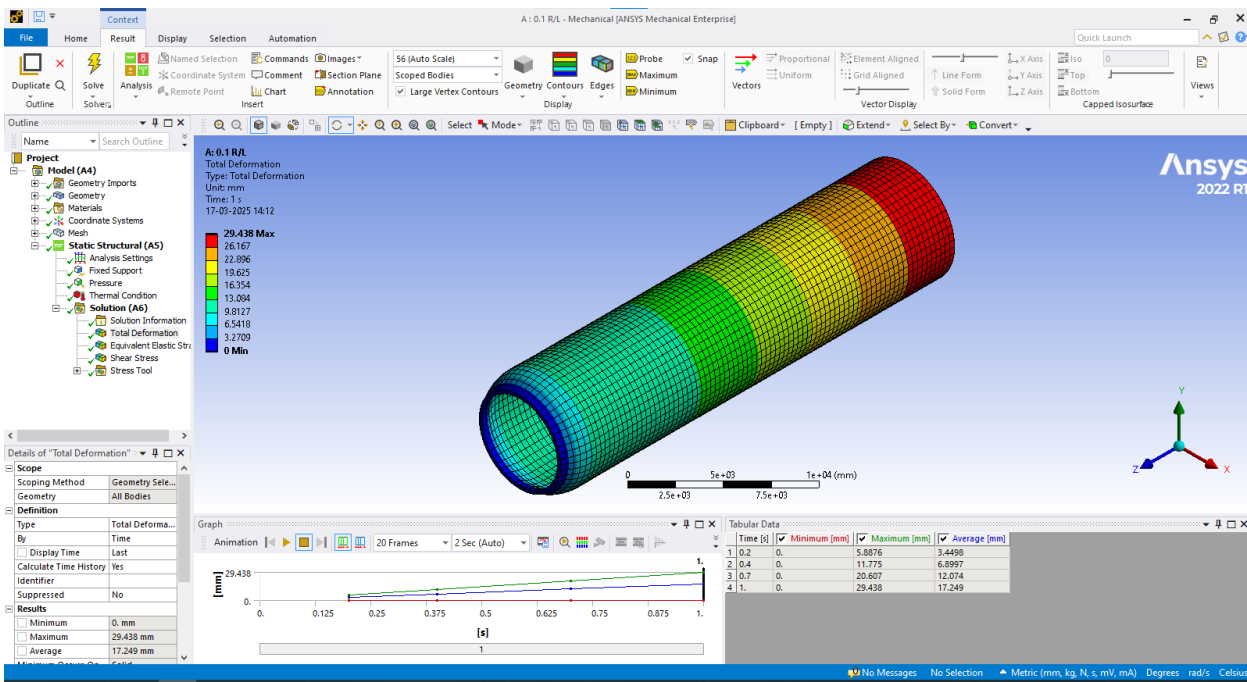 Context
A : 0.1 R/L - Mechanical [ANSYS Mechanical Enterprise]
File Home Result Display Selection Automation
Quick Launch
Duplicate Q
Outline
Solve
Solver
Analysis
Named Selection
Coordinate System
Remote Point
Commands
Comment
Chart
Images
Section Plane
Annotation
Insert
56 (Auto Scale)
Scoped Bodies
Large Vertex Contours
Geometry Contours Edges
Probe
Maximum
Minimum
Snap
Display
Vectors
Proportional
Uniform
Element Aligned
Grid Aligned
Line Form
Solid Form
X Axis
Y Axis
Z Axis
Vector Display
Iso 0
Top
Bottom
Capped Isosurface
Views
Outline
Name Search Outline
Select Mode Clipboard [ Empty ] Extend Select By Convert
Project
Model (A4)
Geometry Imports
Geometry
Materials
Coordinate Systems
Mesh
Static Structural (A5)
Analysis Settings
Fixed Support
Pressure
Thermal Condition
Solution (A6)
Solution Information
Total Deformation
Equivalent Elastic Stra
Shear Stress
Stress Tool
A: 0.1 R/L
Total Deformation
Type: Total Deformation
Unit: mm
Time: 1 s
17-03-2025 14:12
29.438 Max
26.167
22.896
19.625
16.354
13.084
9.8127
6.5418
3.2709
0 Min
Ansys
2022 R1
0 5e+03 1e+04 (mm)
2.5e+03 7.5e+03
Y
Z X
Details of "Total Deformation"
Scope
Scoping Method Geometry Sele...
Geometry All Bodies
Definition
Type Total Deforma...
By Time
Display Time Last
Calculate Time History Yes
Identifier
Suppressed No
Results
Minimum 0. mm
Maximum 29.438 mm
Average 17.249 mm
Graph
Animation 20 Frames 2 Sec (Auto)
1.
[mm]
29.438
0.
0. 0.125 0.25 0.375 0.5 0.625 0.75 0.875 1.
[s]
1
Tabular Data
Time [s] Minimum [mm] Maximum [mm] Average [mm]
1 0.2 0. 5.8876 3.4498
2 0.4 0. 11.775 6.8997
3 0.7 0. 20.607 12.074
4 1. 0. 29.438 17.249
No Messages No Selection Metric (mm, kg, N, s, mV, mA) Degrees rad/s Celsius